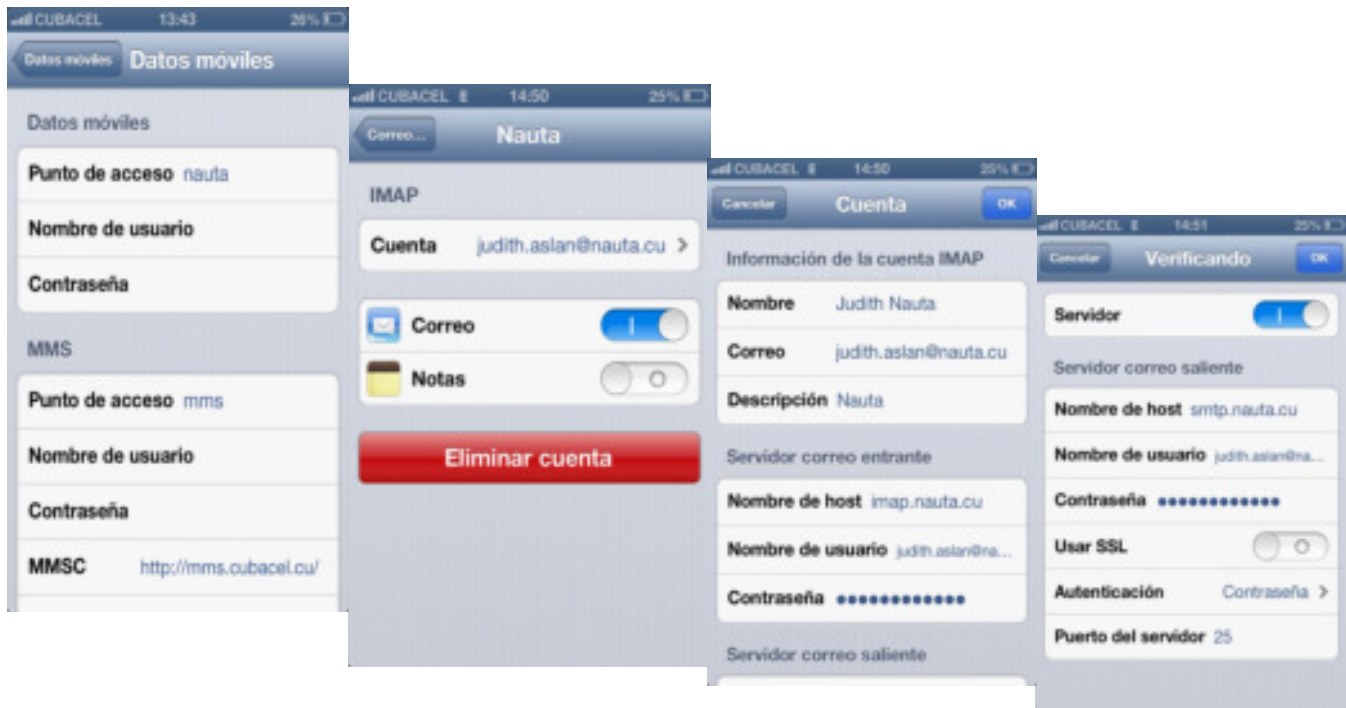 CUBACEL 13:43 26%
Datos móviles Datos móviles
Datos móviles
Punto de acceso nauta
Nombre de usuario
Contraseña
MMS
Punto de acceso mms
Nombre de usuario
Contraseña
MMSC http://mms.cubacel.cu/
CUBACEL E 14:50 25%
Correo... Nauta
IMAP
Cuenta judith.aslan@nauta.cu
Correo
Notas
Eliminar cuenta
CUBACEL E 14:50 25%
Cancelar Cuenta OK
Información de la cuenta IMAP
Nombre Judith Nauta
Correo judith.aslan@nauta.cu
Descripción Nauta
Servidor correo entrante
Nombre de host imap.nauta.cu
Nombre de usuario judith.aslan@na...
Contraseña ••••••••••••
Servidor correo saliente
CUBACEL E 14:51 25%
Cancelar Verificando OK
Servidor
Servidor correo saliente
Nombre de host smtp.nauta.cu
Nombre de usuario judith.aslan@na...
Contraseña ••••••••••••
Usar SSL
Autenticación Contraseña
Puerto del servidor 25